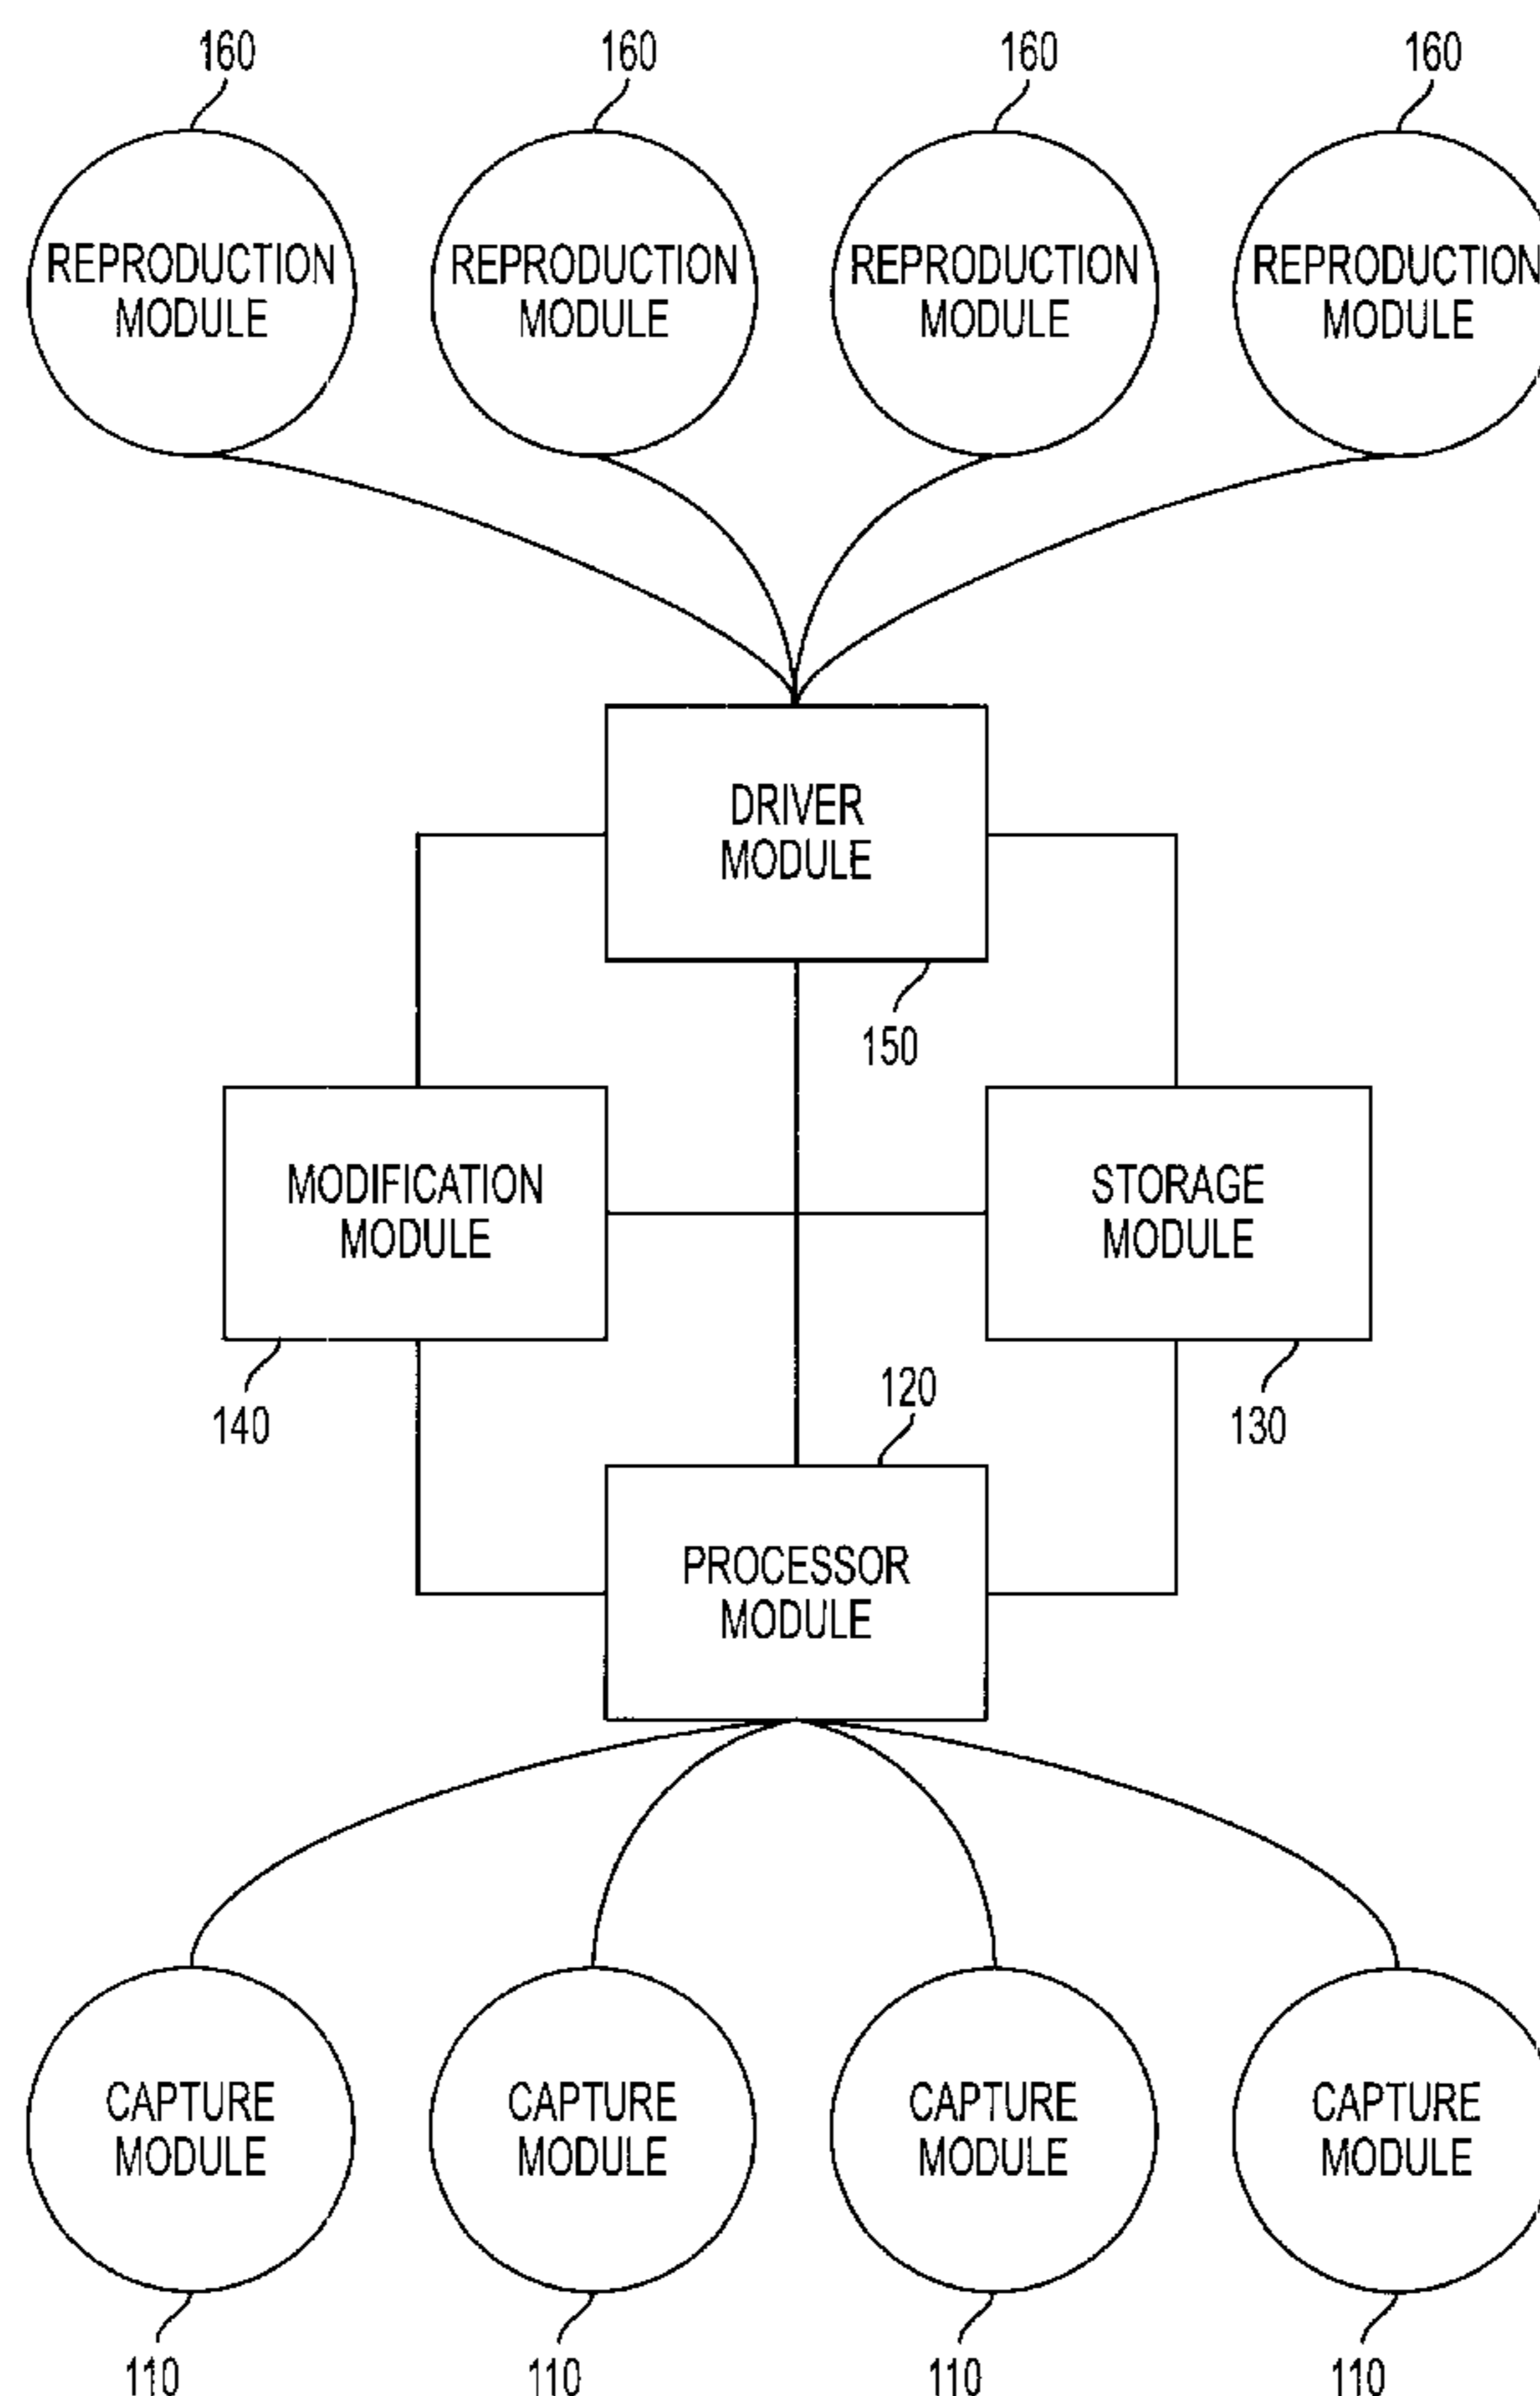 160 160 160 160
REPRODUCTION REPRODUCTION REPRODUCTION REPRODUCTION
MODULE MODULE MODULE MODULE
DRIVER
MODULE
150
MODIFICATION STORAGE
MODULE MODULE
120
140 130
PROCESSOR
MODULE
CAPTURE CAPTURE CAPTURE CAPTURE
MODULE MODULE MODULE MODULE
110 110 110 110